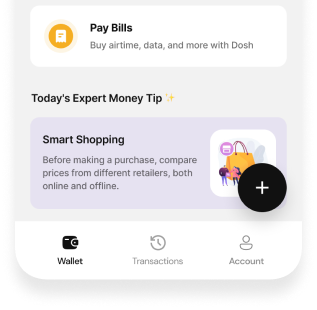 Pay Bills
Buy airtime, data, and more with Dosh
Today's Expert Money Tip ✨
Smart Shopping
Before making a purchase, compare
prices from different retailers, both
online and offline.
Wallet
Transactions
Account